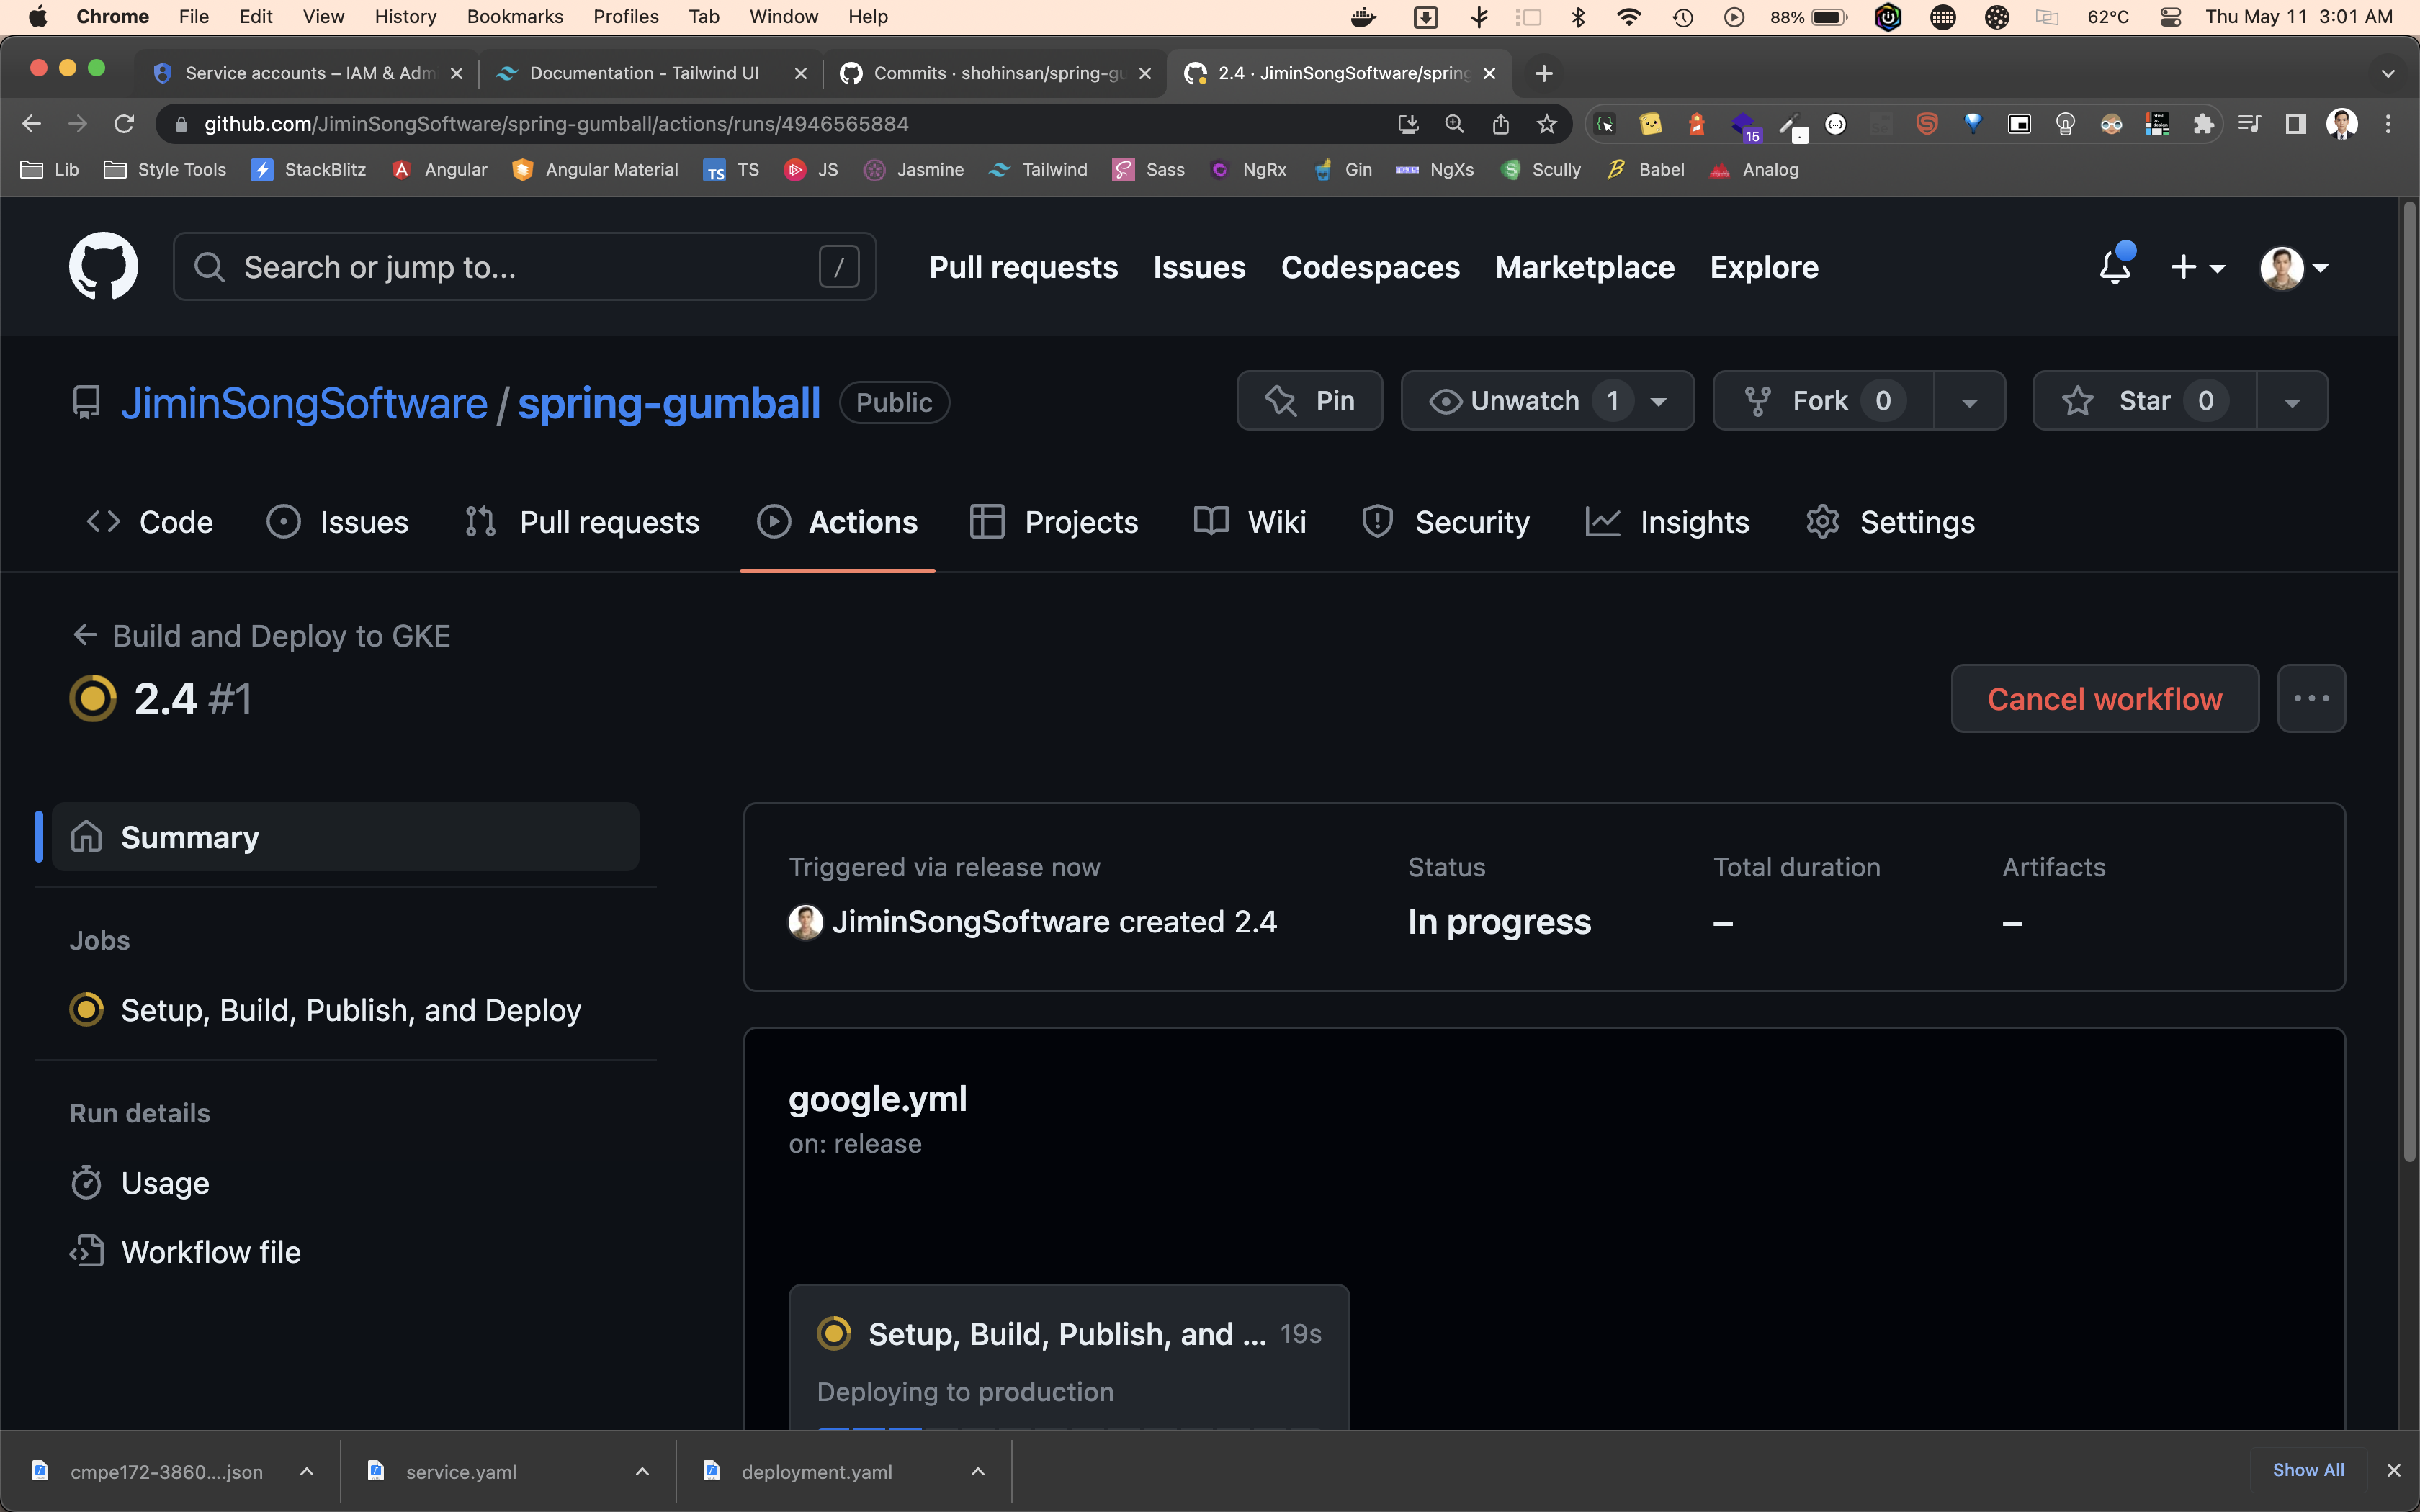 Chrome File Edit View History Bookmarks Profiles Tab Window Help 88% 62°C Thu May 11 3:01 AM
Service accounts – IAM & Adm Documentation - Tailwind UI Commits · shohinsan/spring-gu 2.4 · JiminSongSoftware/spring
github.com/JiminSongSoftware/spring-gumball/actions/runs/4946565884 15
Lib Style Tools StackBlitz Angular Angular Material TS TS JS Jasmine Tailwind Sass NgRx Gin NgXs Scully Babel Analog
Search or jump to... / Pull requests Issues Codespaces Marketplace Explore
JiminSongSoftware / spring-gumball Public Pin Unwatch 1 Fork 0 Star 0
Code Issues Pull requests Actions Projects Wiki Security Insights Settings
Build and Deploy to GKE
2.4 #1 Cancel workflow
Summary
Jobs
Setup, Build, Publish, and Deploy
Run details
Usage
Workflow file
Triggered via release now Status Total duration Artifacts
JiminSongSoftware created 2.4 In progress – –
google.yml
on: release
Setup, Build, Publish, and ... 19s
Deploying to production
cmpe172-3860....json service.yaml deployment.yaml Show All